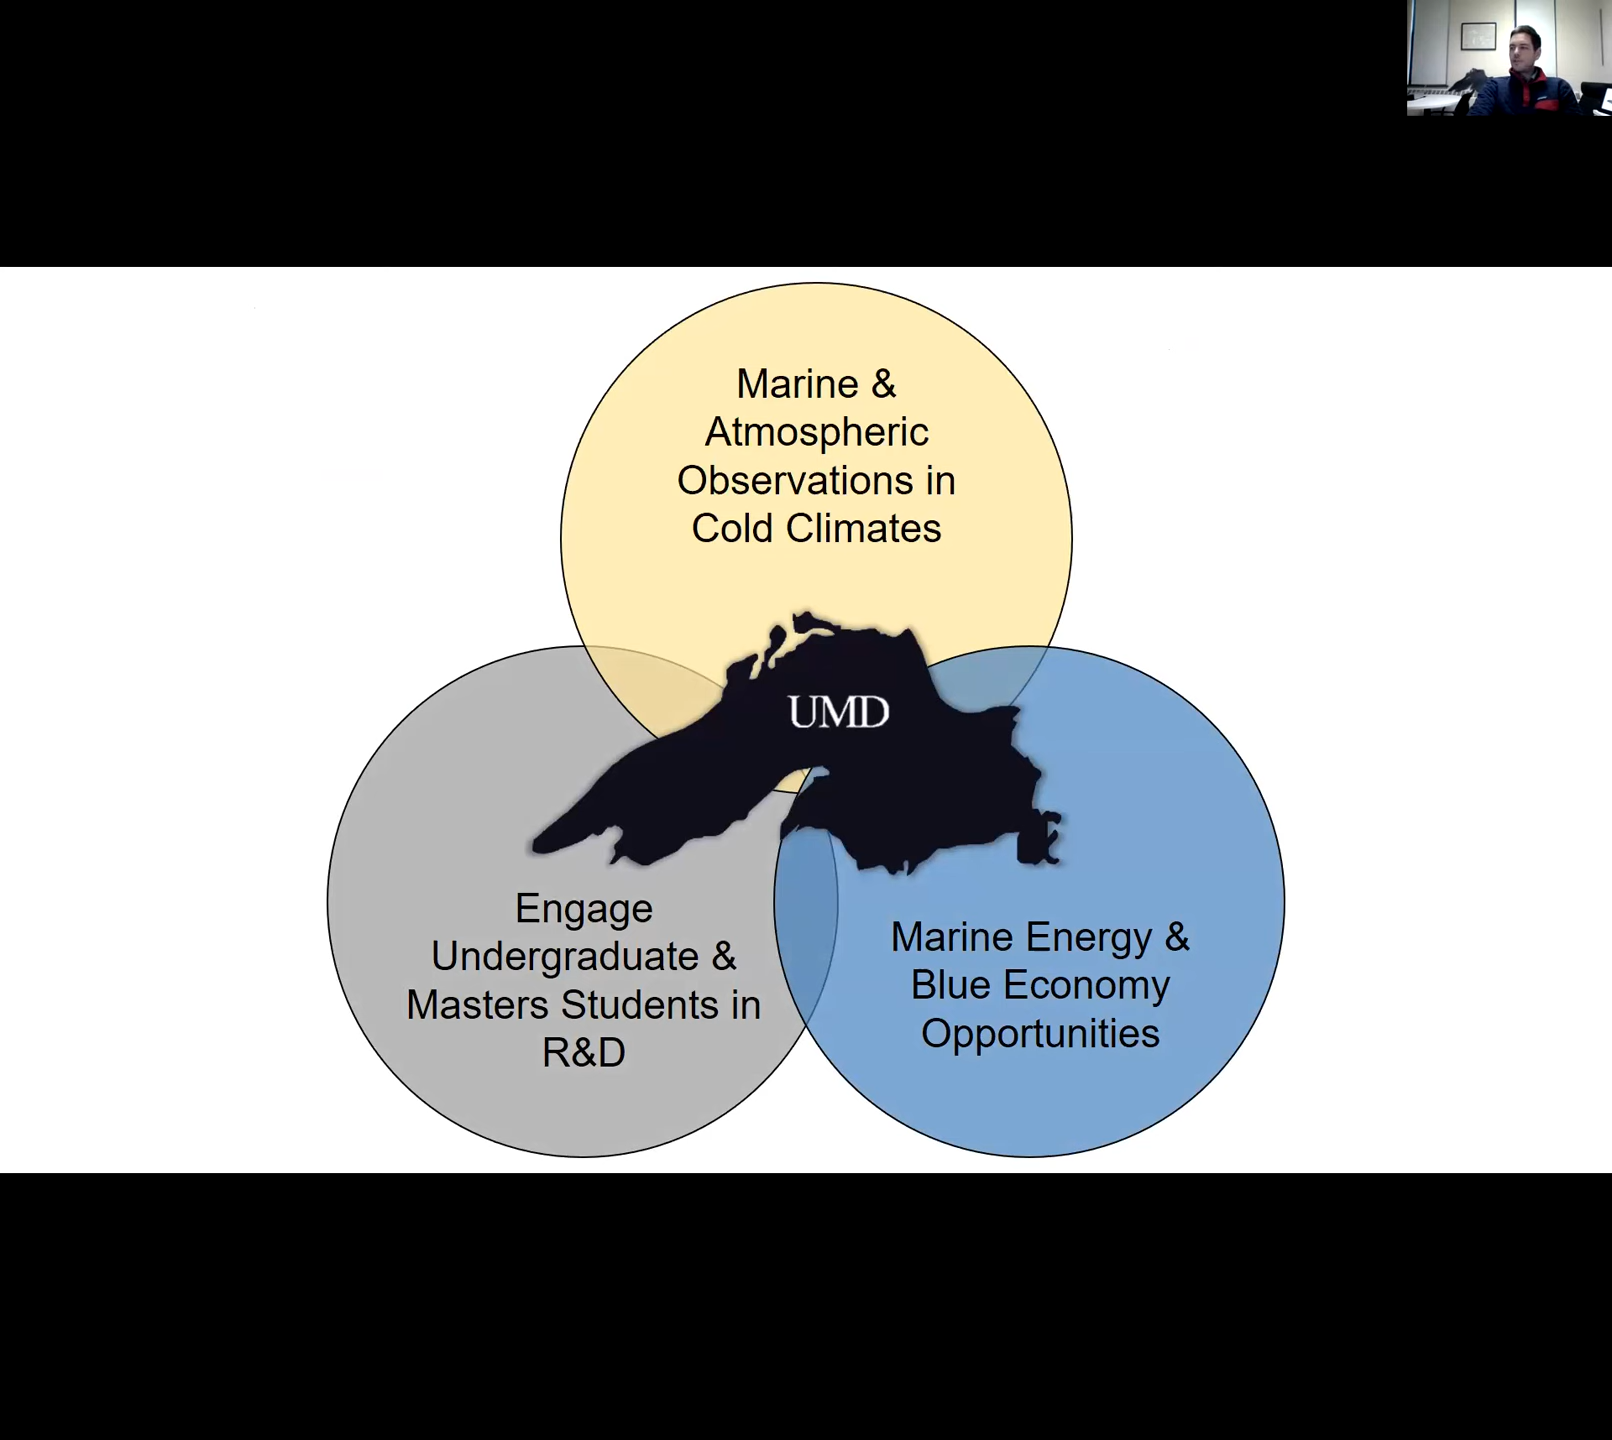 Marine &
Atmospheric
Observations in
Cold Climates
UMD
Engage
Undergraduate &
Masters Students in
R&D
Marine Energy &
Blue Economy
Opportunities